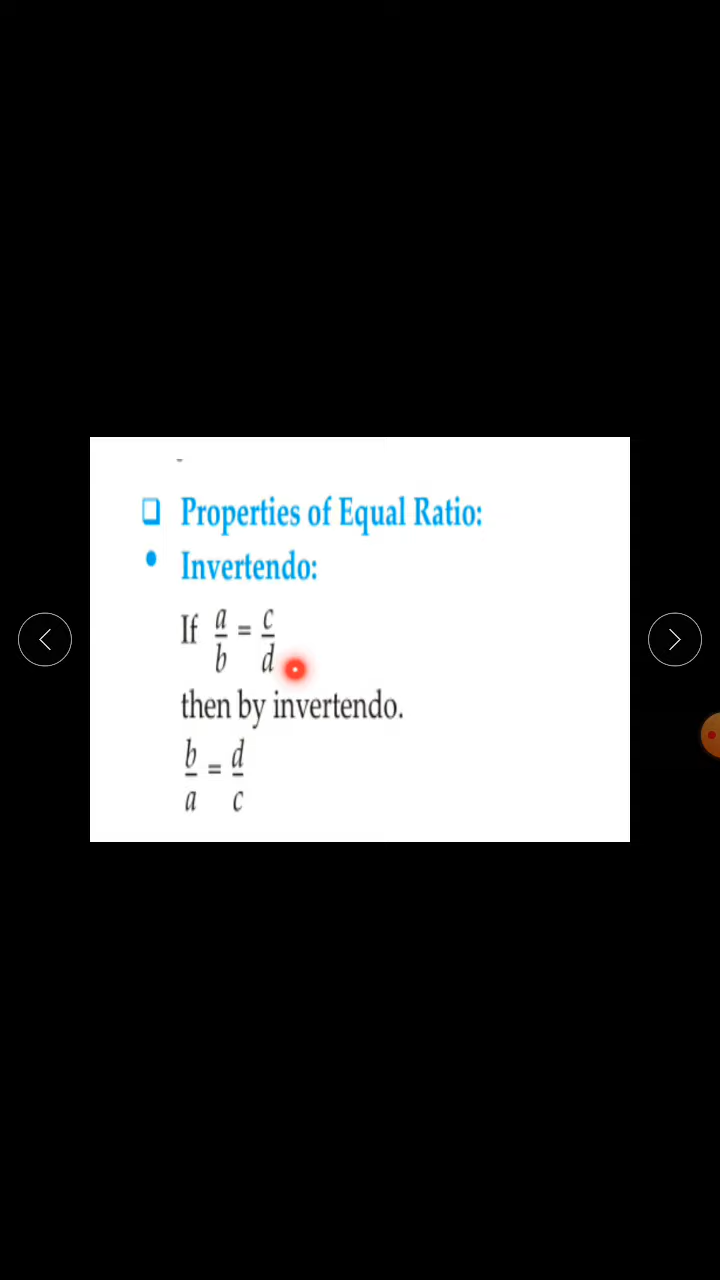 Properties of Equal Ratio:
• Invertendo:
If a/b = c/d
then by invertendo.
b/a = d/c